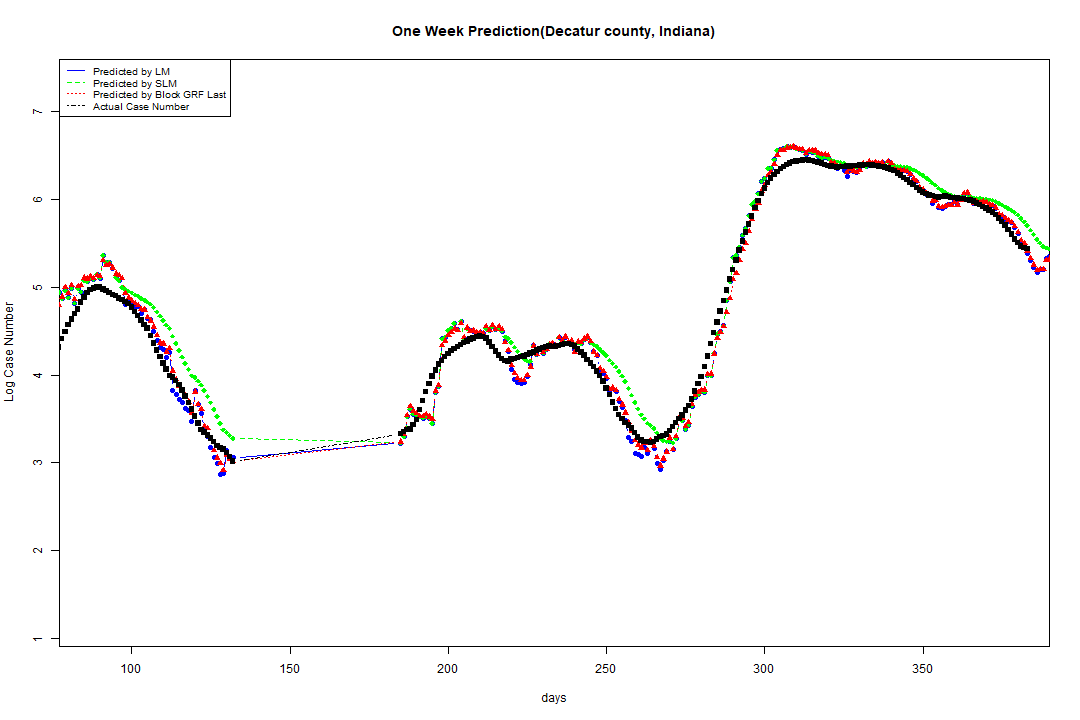 One Week Prediction(Decatur county, Indiana)
Predicted by LM
Predicted by SLM
Predicted by Block GRF Last
Actual Case Number
Log Case Number
7
6
5
4
3
2
1
100 150 200 250 300 350
days